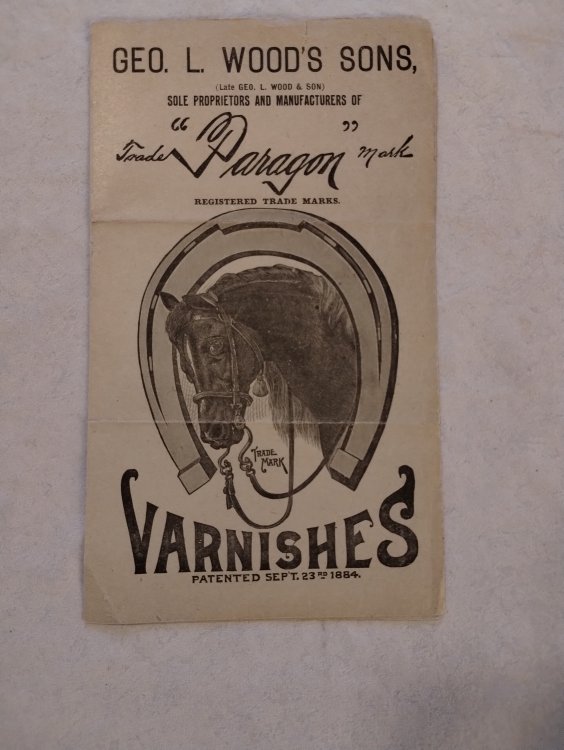 GEO. L. WOOD'S SONS,
(Late GEO. L. WOOD & SON)
SOLE PROPRIETORS AND MANUFACTURERS OF
Trade "Paragon" Mark
REGISTERED TRADE MARKS.
TRADE
MARK
VARNISHES
PATENTED SEPT. 23RD 1884.